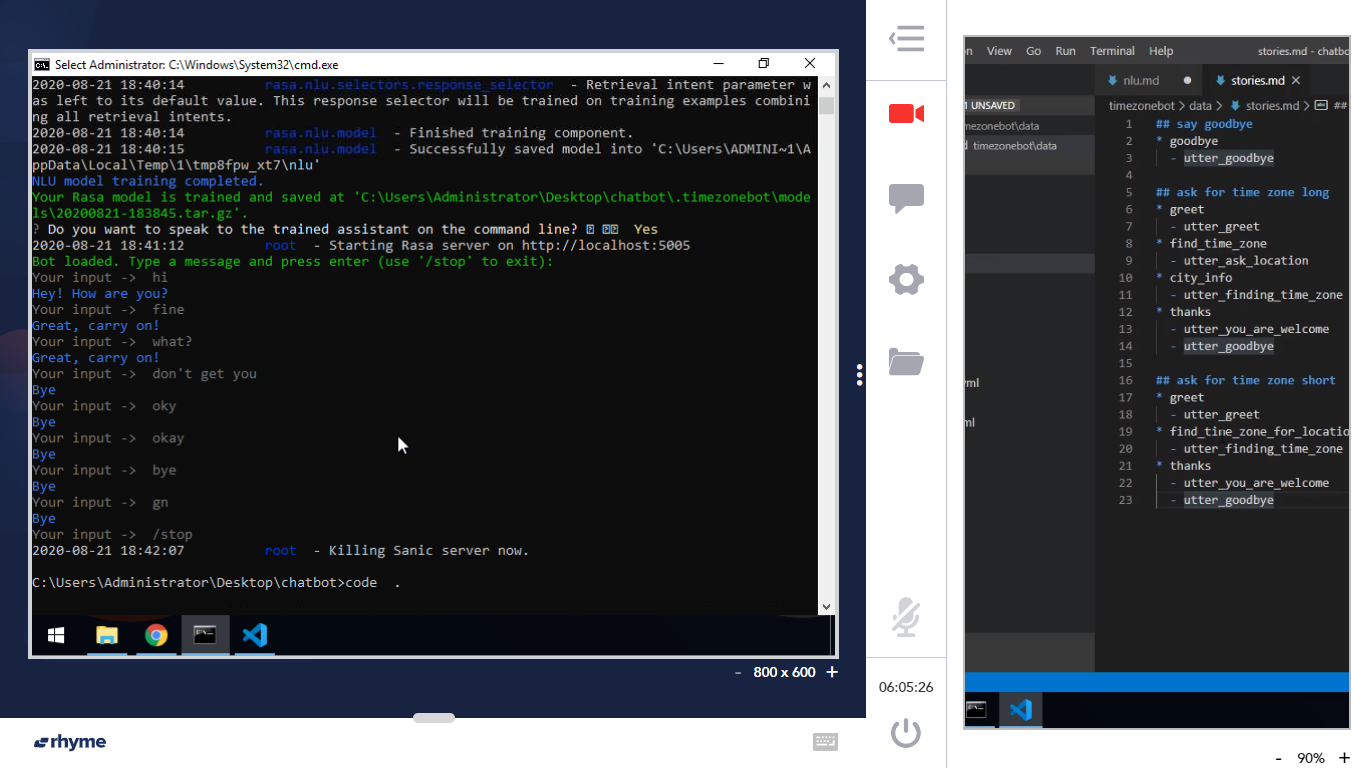 Select Administrator: C:\Windows\System32\cmd.exe
2020-08-21 18:40:14 rasa.nlu.selectors.response_selector - Retrieval intent parameter w
as left to its default value. This response selector will be trained on training examples combini
ng all retrieval intents.
2020-08-21 18:40:14 rasa.nlu.model - Finished training component.
2020-08-21 18:40:15 rasa.nlu.model - Successfully saved model into 'C:\Users\ADMINI~1\A
ppData\Local\Temp\1\tmp8fpw_xt7\nlu'
NLU model training completed.
Your Rasa model is trained and saved at 'C:\Users\Administrator\Desktop\chatbot\.timezonebot\mode
ls\20200821-183845.tar.gz'.
? Do you want to speak to the trained assistant on the command line? Yes
2020-08-21 18:41:12 root - Starting Rasa server on http://localhost:5005
Bot loaded. Type a message and press enter (use '/stop' to exit):
Your input -> hi
Hey! How are you?
Your input -> fine
Great, carry on!
Your input -> what?
Great, carry on!
Your input -> don't get you
Bye
Your input -> oky
Bye
Your input -> okay
Bye
Your input -> bye
Bye
Your input -> gn
Bye
Your input -> /stop
2020-08-21 18:42:07 root - Killing Sanic server now.
C:\Users\Administrator\Desktop\chatbot>code .
- 800 x 600 +
rhyme
06:05:26
n View Go Run Terminal Help stories.md - chatbo
nlu.md stories.md
1 UNSAVED
timezonebot > data > stories.md > ##
mezonebot\data
d timezonebot\data
ml
ml
1 ## say goodbye
2 * goodbye
3 - utter_goodbye
4
5 ## ask for time zone long
6 * greet
7 - utter_greet
8 * find_time_zone
9 - utter_ask_location
10 * city_info
11 - utter_finding_time_zone
12 * thanks
13 - utter_you_are_welcome
14 - utter_goodbye
15
16 ## ask for time zone short
17 * greet
18 - utter_greet
19 * find_time_zone_for_locatio
20 - utter_finding_time_zone
21 * thanks
22 - utter_you_are_welcome
23 - utter_goodbye
- 90% +